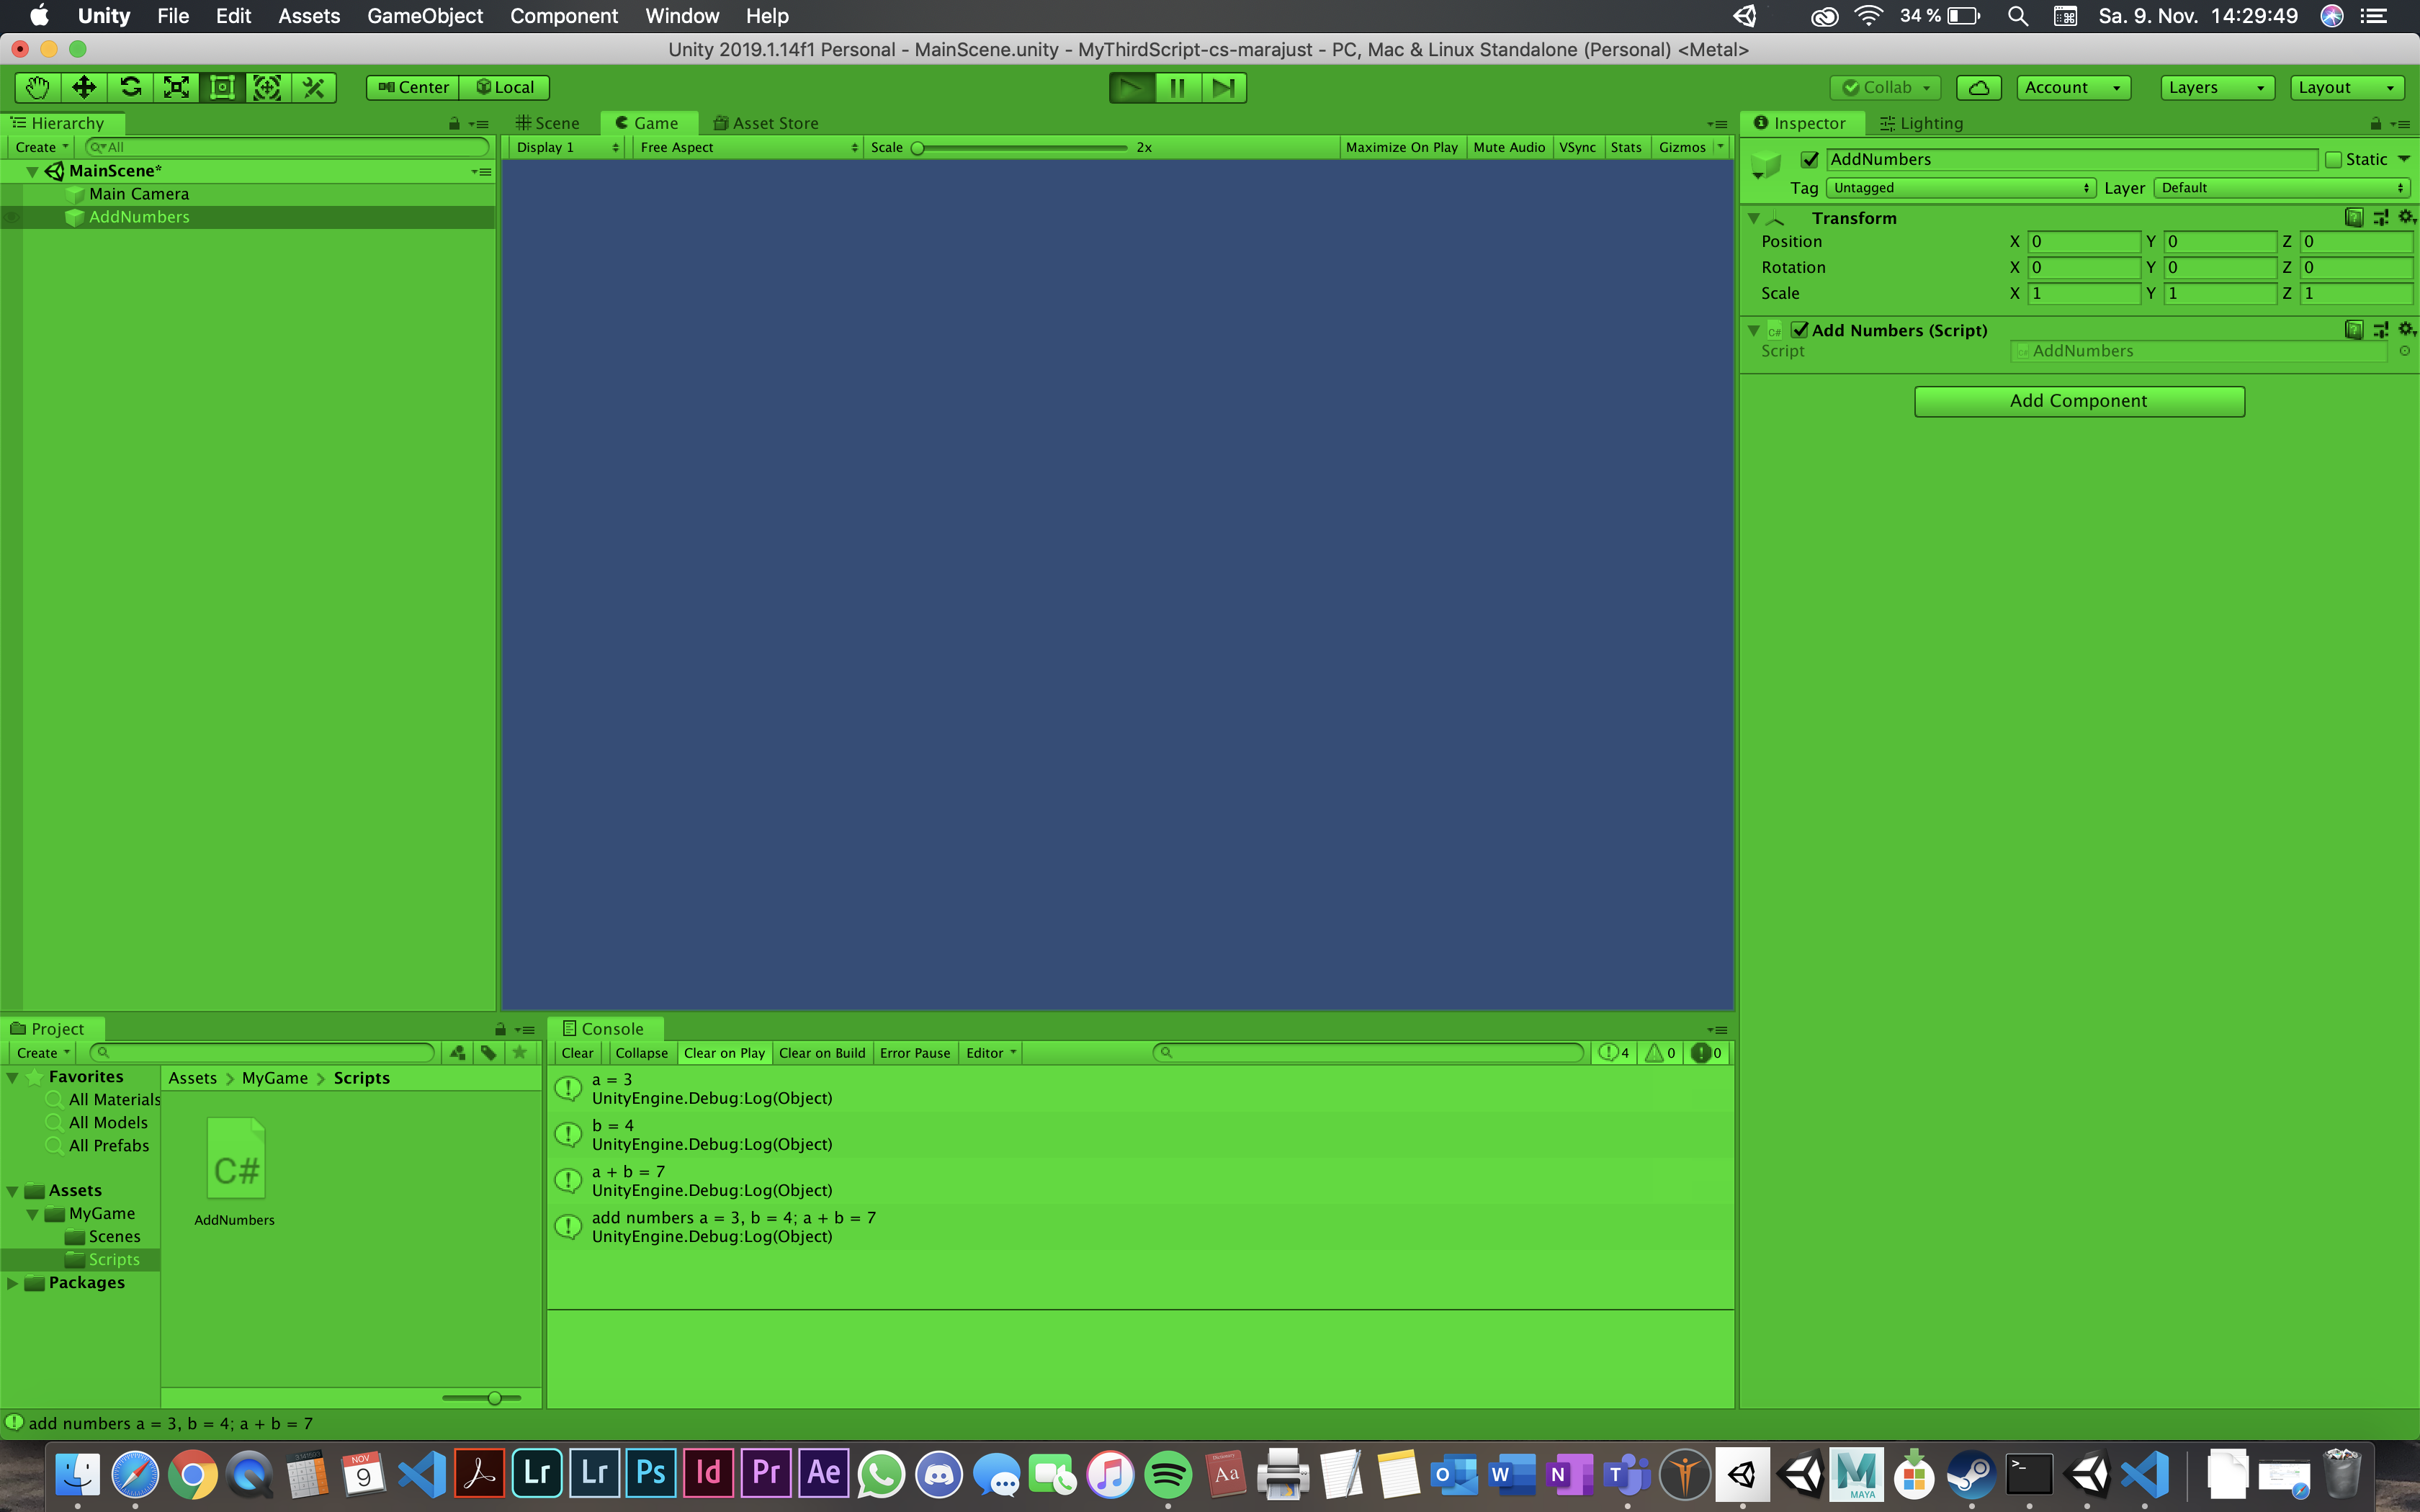 Unity File Edit Assets GameObject Component Window Help 34 % Sa. 9. Nov. 14:29:49
Unity 2019.1.14f1 Personal - MainScene.unity - MyThirdScript-cs-marajust - PC, Mac & Linux Standalone (Personal) <Metal>
Center Local Collab Account Layers Layout
Hierarchy
Create All
MainScene*
Main Camera
AddNumbers
Scene Game Asset Store
Display 1 Free Aspect Scale 2x Maximize On Play Mute Audio VSync Stats Gizmos
Inspector Lighting
AddNumbers Static
Tag Untagged Layer Default
Transform
Position X 0 Y 0 Z 0
Rotation X 0 Y 0 Z 0
Scale X 1 Y 1 Z 1
C# Add Numbers (Script)
Script AddNumbers
Add Component
Project
Create
Favorites
All Materials
All Models
All Prefabs
Assets
MyGame
Scenes
Scripts
Packages
Assets > MyGame > Scripts
C#
AddNumbers
Console
Clear Collapse Clear on Play Clear on Build Error Pause Editor 4 0 0
a = 3
UnityEngine.Debug:Log(Object)
b = 4
UnityEngine.Debug:Log(Object)
a + b = 7
UnityEngine.Debug:Log(Object)
add numbers a = 3, b = 4; a + b = 7
UnityEngine.Debug:Log(Object)
add numbers a = 3, b = 4; a + b = 7
NOV 9 Lr Lr Ps Id Pr Ae Aa O W N T M MAYA >_